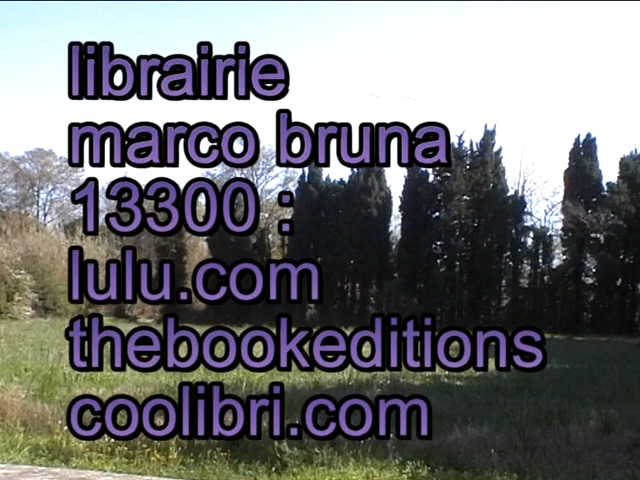 librairie
marco bruna
13300 :
lulu.com
thebookeditions
coolibri.com